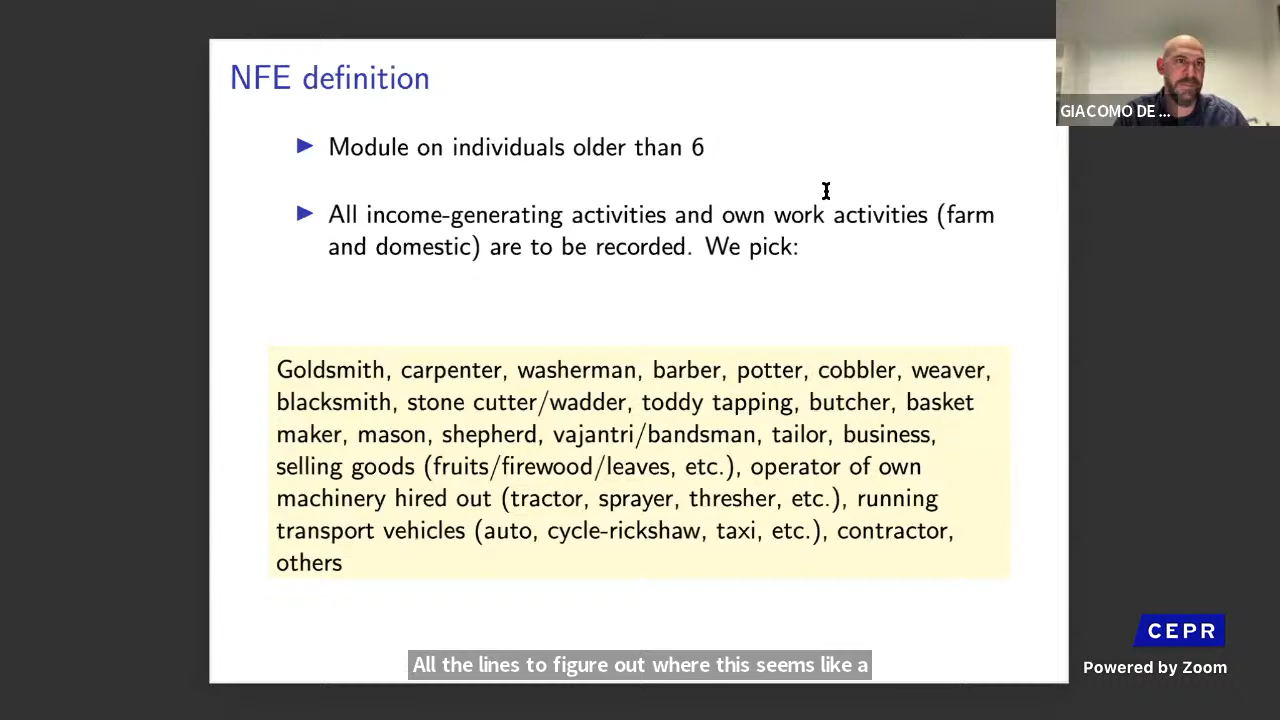 NFE definition
GIACOMO DE ...
Module on individuals older than 6
All income-generating activities and own work activities (farm
and domestic) are to be recorded. We pick:
Goldsmith, carpenter, washerman, barber, potter, cobbler, weaver,
blacksmith, stone cutter/wadder, toddy tapping, butcher, basket
maker, mason, shepherd, vajantri/bandsman, tailor, business,
selling goods (fruits/firewood/leaves, etc.), operator of own
machinery hired out (tractor, sprayer, thresher, etc.), running
transport vehicles (auto, cycle-rickshaw, taxi, etc.), contractor,
others
CEPR
All the lines to figure out where this seems like a
Powered by Zoom